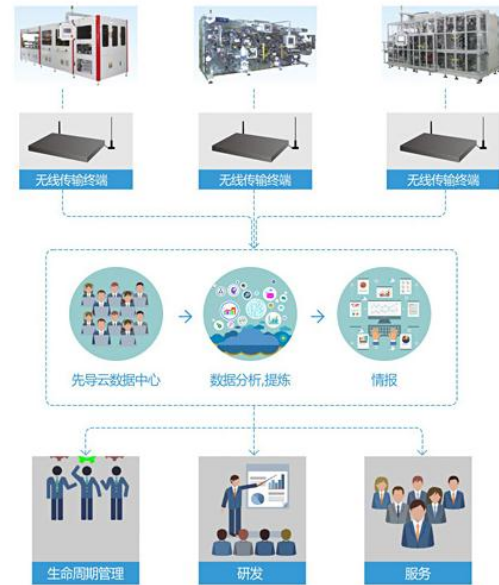 无线传输终端
无线传输终端
无线传输终端
先导云数据中心
数据分析,提炼
情报
生命周期管理
研发
服务